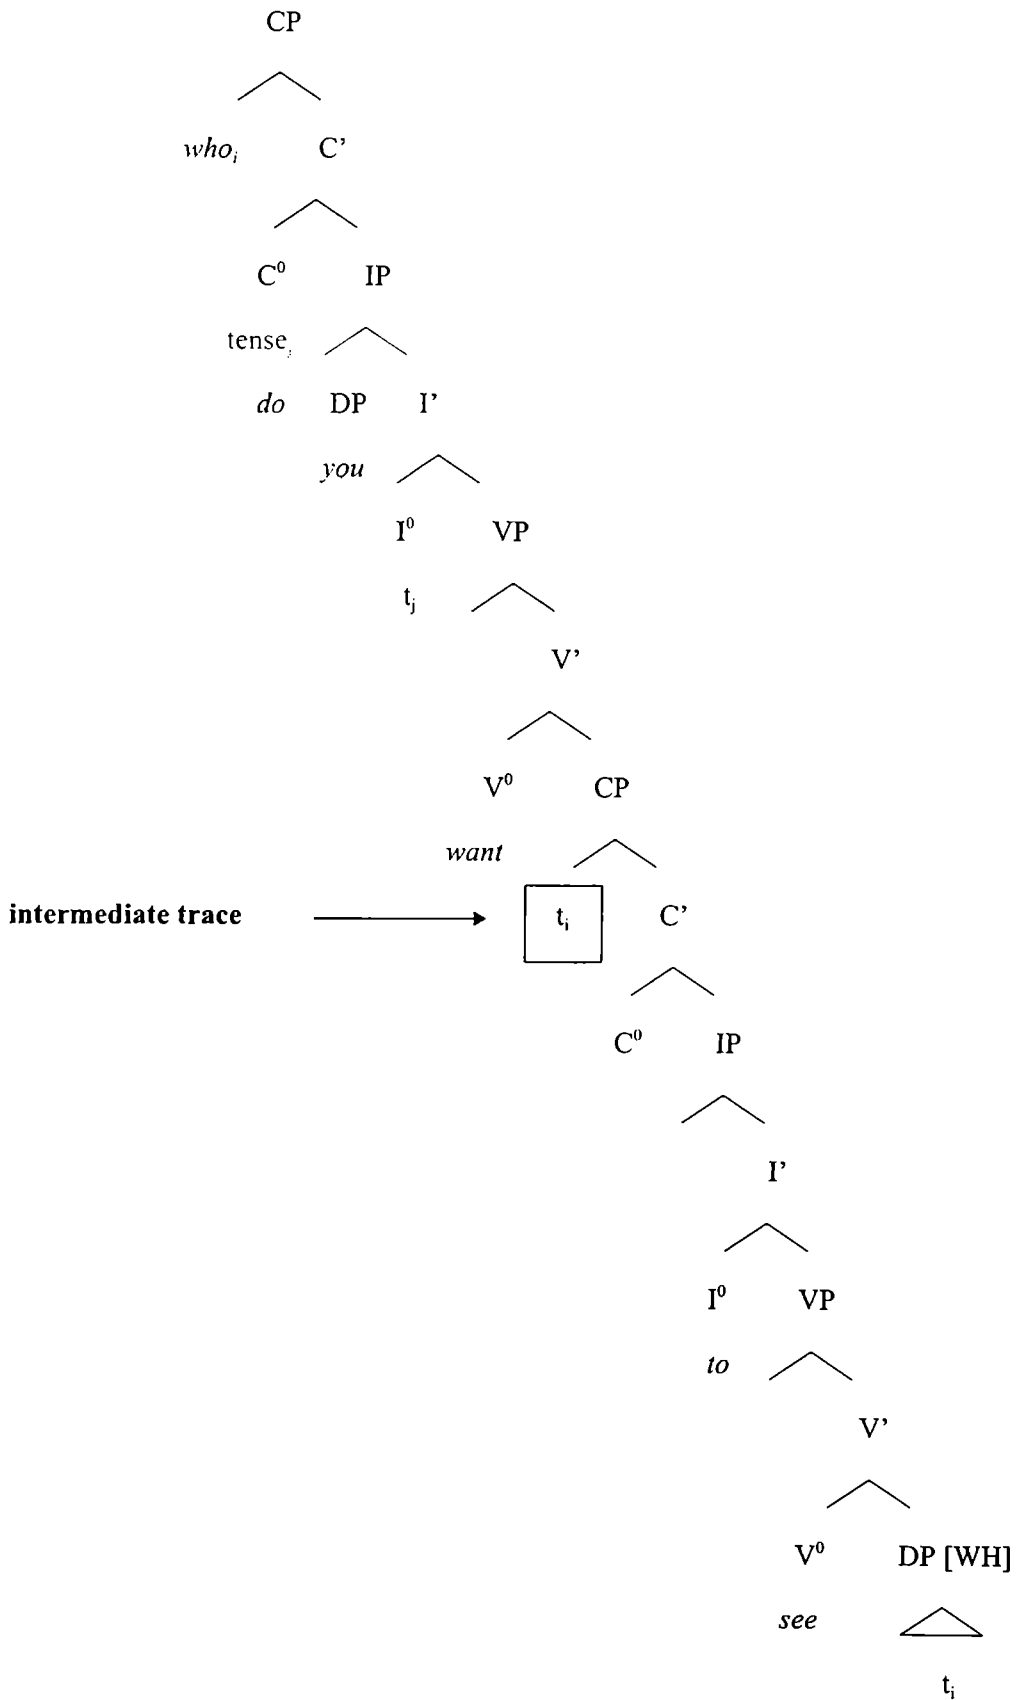 CP
whoᵢ C’
C⁰ IP
tenseⱼ
do DP I’
you
I⁰ VP
tⱼ
V’
V⁰ CP
want
intermediate trace tᵢ C’
C⁰ IP
I’
I⁰ VP
to
V’
V⁰ DP [WH]
see
tᵢ